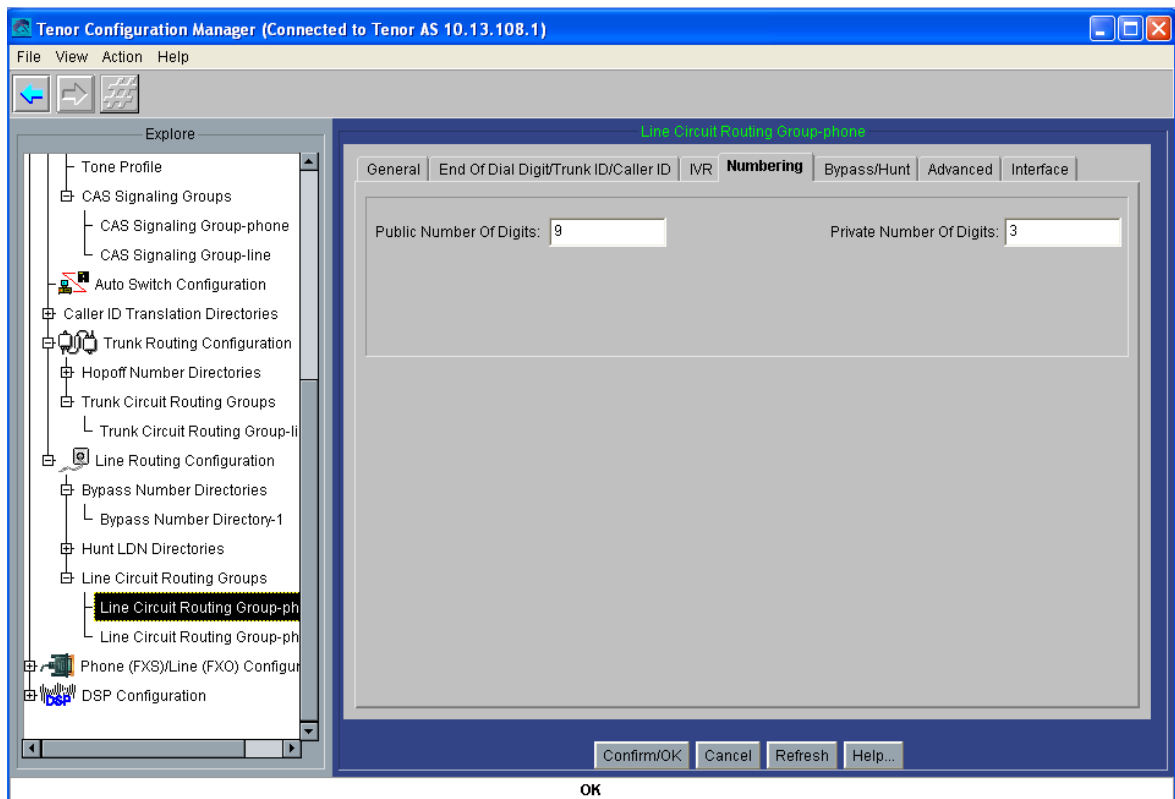 Tenor Configuration Manager (Connected to Tenor AS 10.13.108.1)
File View Action Help
Explore
Tone Profile
CAS Signaling Groups
CAS Signaling Group-phone
CAS Signaling Group-line
Auto Switch Configuration
Caller ID Translation Directories
Trunk Routing Configuration
Hopoff Number Directories
Trunk Circuit Routing Groups
Trunk Circuit Routing Group-li
Line Routing Configuration
Bypass Number Directories
Bypass Number Directory-1
Hunt LDN Directories
Line Circuit Routing Groups
Line Circuit Routing Group-ph
Line Circuit Routing Group-ph
Phone (FXS)/Line (FXO) Configur
DSP
DSP Configuration
Line Circuit Routing Group-phone
General End Of Dial Digit/Trunk ID/Caller ID IVR Numbering Bypass/Hunt Advanced Interface
Public Number Of Digits: 9 Private Number Of Digits: 3
Confirm/OK Cancel Refresh Help...
OK